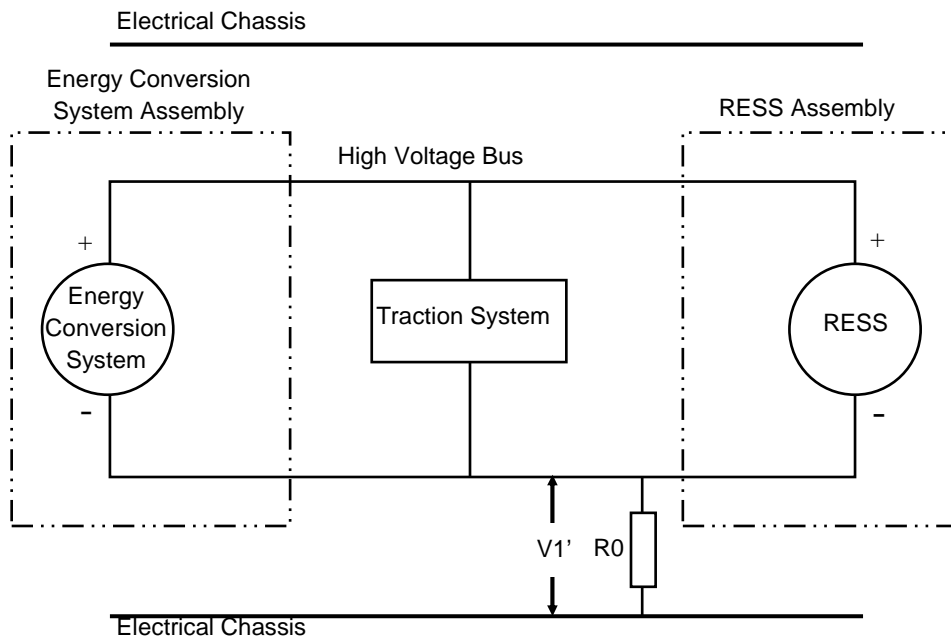 Electrical Chassis
Energy Conversion
System Assembly
RESS Assembly
High Voltage Bus
+
+
Energy
Conversion
System
Traction System
RESS
-
-
V1’
R0
Electrical Chassis